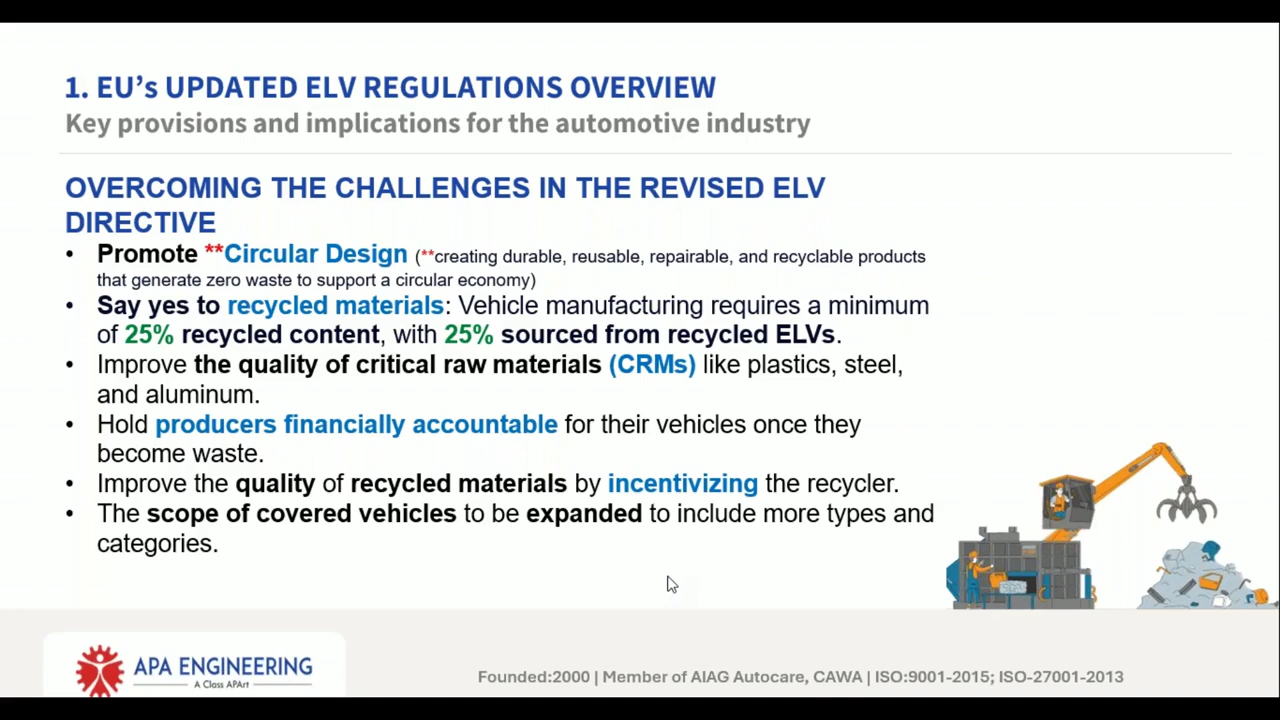 1. EU’s UPDATED ELV REGULATIONS OVERVIEW
Key provisions and implications for the automotive industry
OVERCOMING THE CHALLENGES IN THE REVISED ELV
DIRECTIVE
• Promote **Circular Design (**creating durable, reusable, repairable, and recyclable products
that generate zero waste to support a circular economy)
• Say yes to recycled materials: Vehicle manufacturing requires a minimum
of 25% recycled content, with 25% sourced from recycled ELVs.
• Improve the quality of critical raw materials (CRMs) like plastics, steel,
and aluminum.
• Hold producers financially accountable for their vehicles once they
become waste.
• Improve the quality of recycled materials by incentivizing the recycler.
• The scope of covered vehicles to be expanded to include more types and
categories.
APA ENGINEERING
A Class APArt
Founded:2000 | Member of AIAG Autocare, CAWA | ISO:9001-2015; ISO-27001-2013